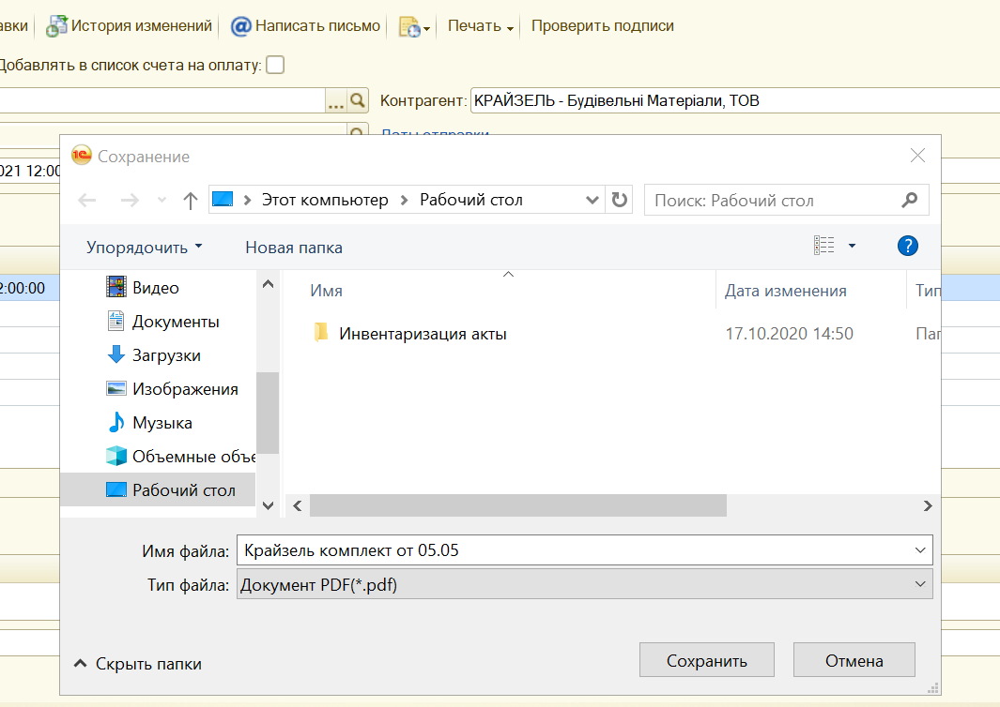 авки История изменений Написать письмо Печать Проверить подписи
Добавлять в список счета на оплату:
... Контрагент: КРАЙЗЕЛЬ - Будівельні Матеріали, ТОВ
Даты отправки
021 12:00
2:00:00
1С Сохранение
Этот компьютер Рабочий стол Поиск: Рабочий стол
Упорядочить Новая папка ?
Имя Дата изменения Тип
Инвентаризация акты 17.10.2020 14:50 Пап
Видео
Документы
Загрузки
Изображения
Музыка
Объемные объе
Рабочий стол
Имя файла: Крайзель комплект от 05.05
Тип файла: Документ PDF(*.pdf)
Скрыть папки Сохранить Отмена